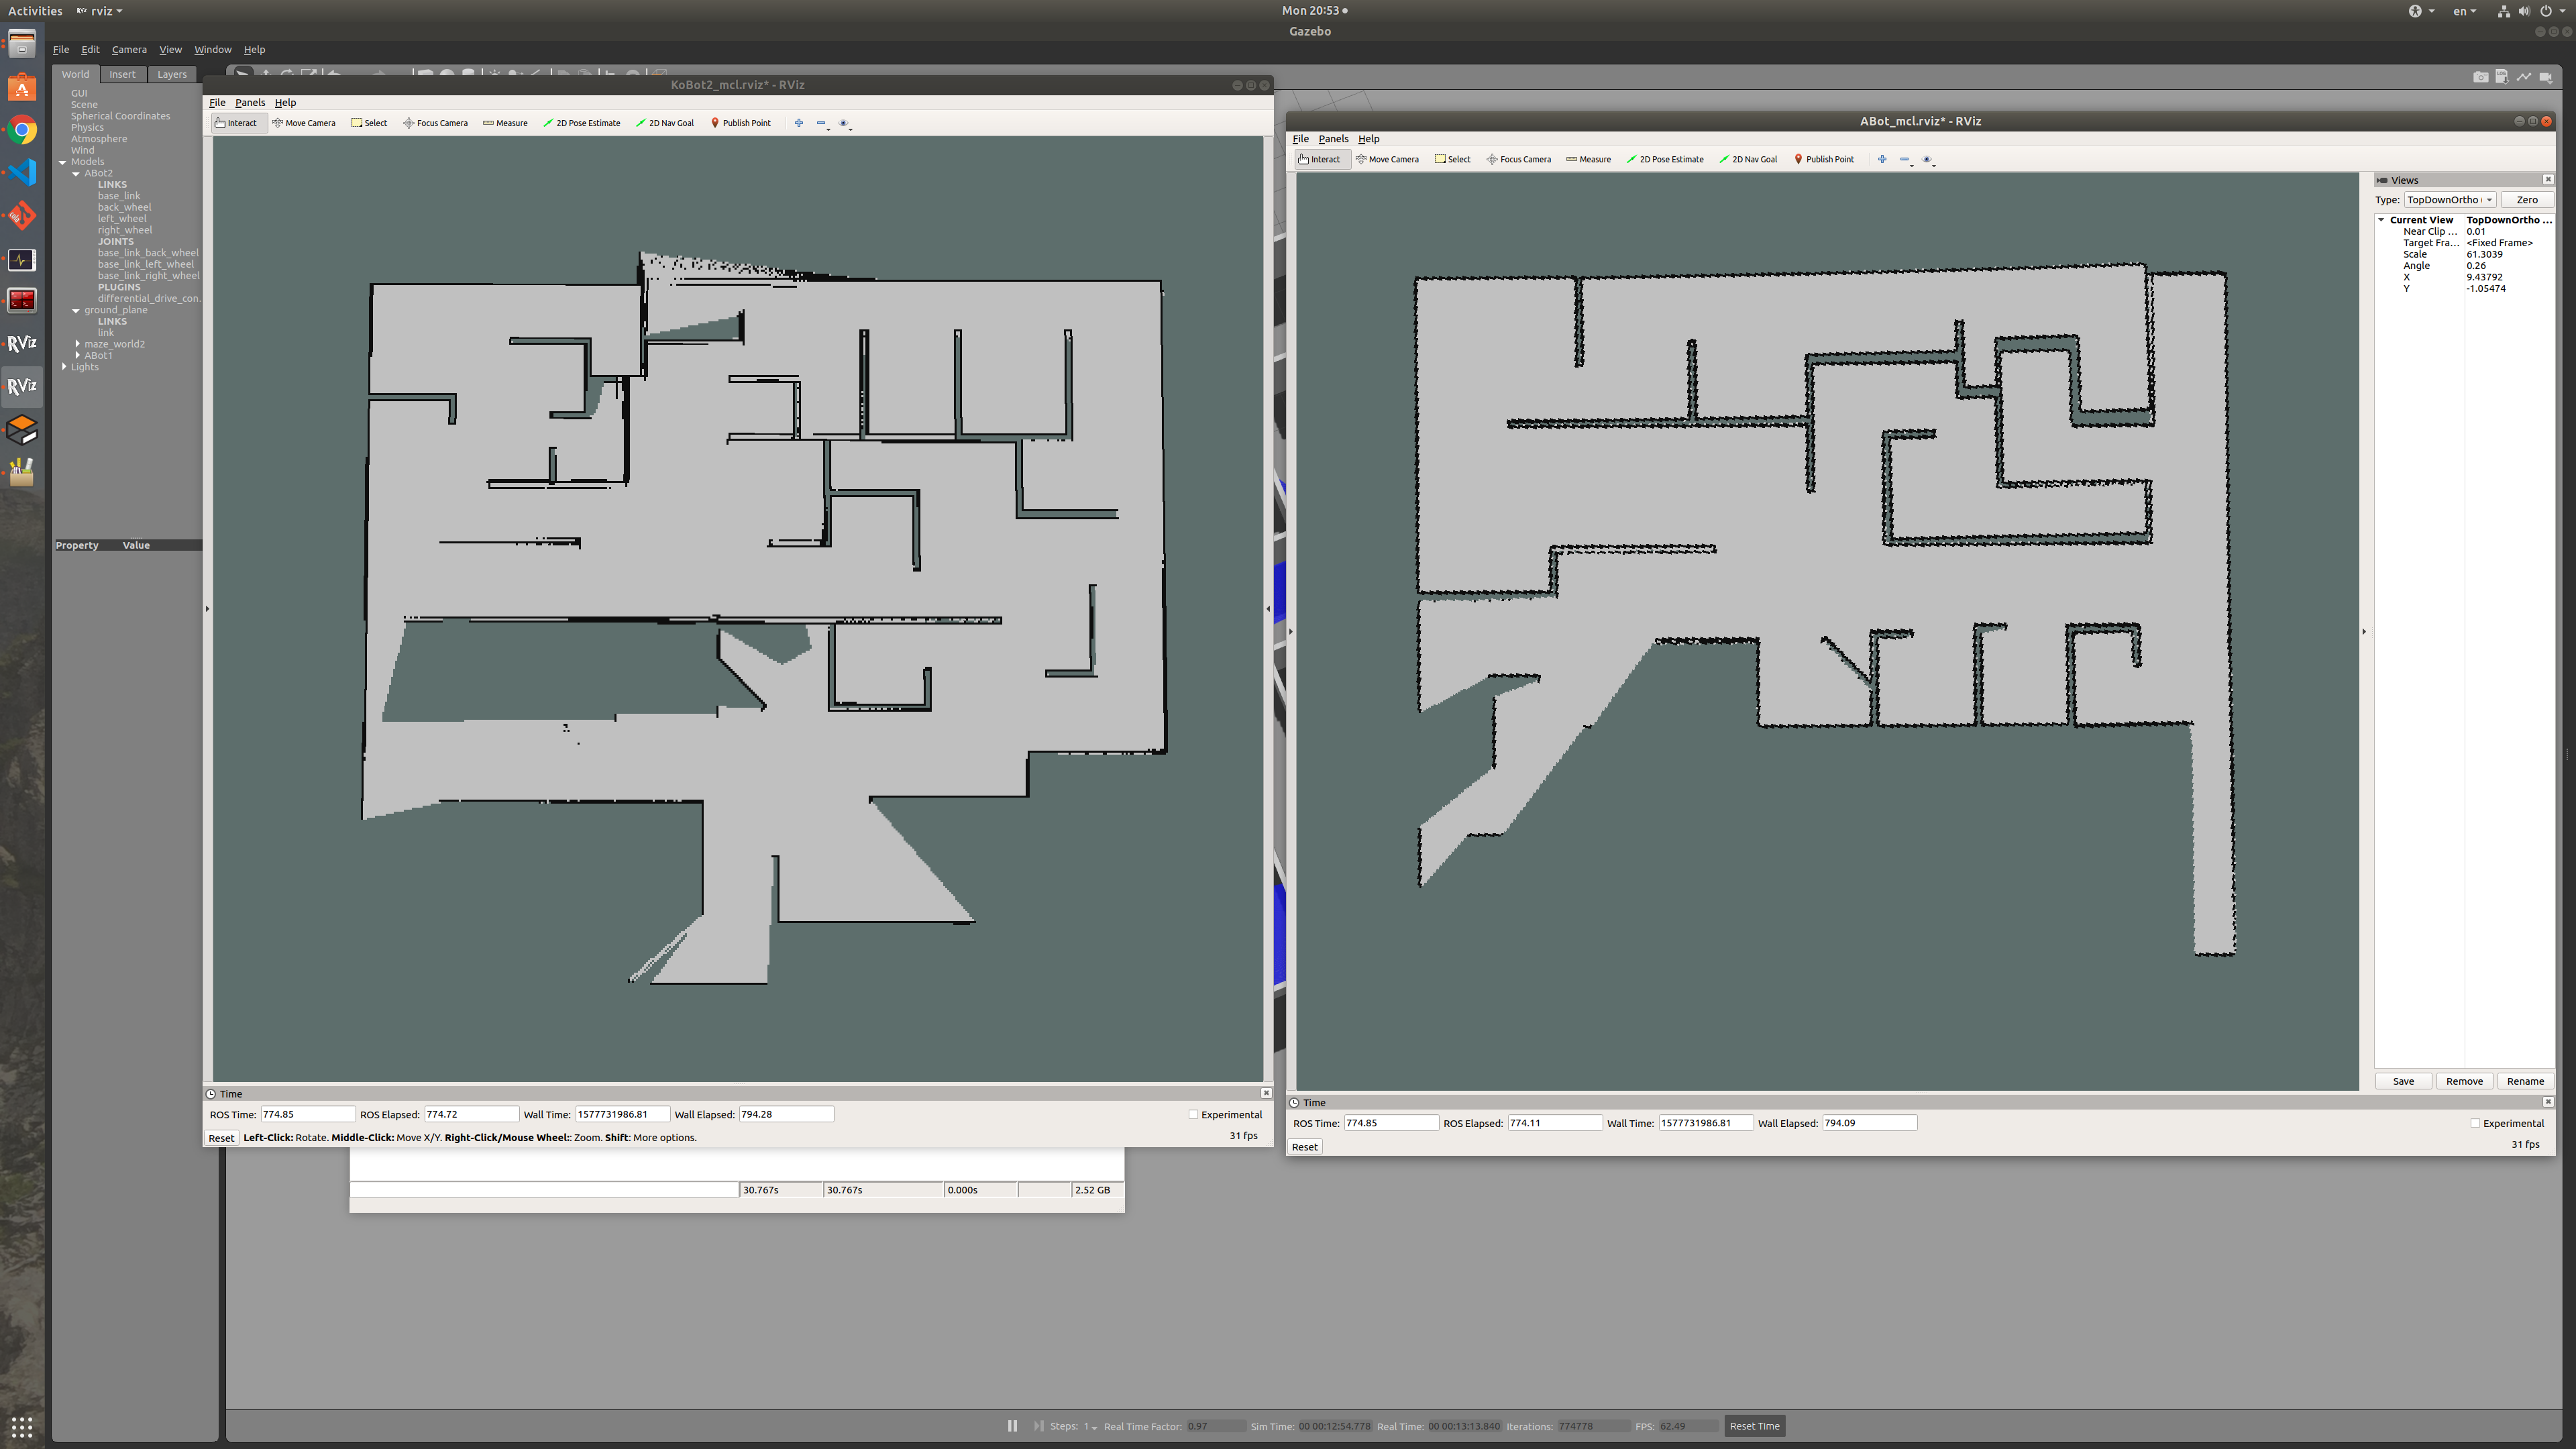 Activities rviz Mon 20:53 en
Gazebo
File Edit Camera View Window Help
World Insert Layers
GUI
Scene
Spherical Coordinates
Physics
Atmosphere
Wind
Models
ABot2
LINKS
base_link
back_wheel
left_wheel
right_wheel
JOINTS
base_link_back_wheel
base_link_left_wheel
base_link_right_wheel
PLUGINS
differential_drive_con...
ground_plane
LINKS
link
maze_world2
ABot1
Lights
Property Value
RViz
RViz
KoBot2_mcl.rviz* - RViz
File Panels Help
Interact Move Camera Select Focus Camera Measure 2D Pose Estimate 2D Nav Goal Publish Point
Time
ROS Time: 774.85 ROS Elapsed: 774.72 Wall Time: 1577731986.81 Wall Elapsed: 794.28 Experimental
Reset Left-Click: Rotate. Middle-Click: Move X/Y. Right-Click/Mouse Wheel:: Zoom. Shift: More options. 31 fps
30.767s 30.767s 0.000s 2.52 GB
ABot_mcl.rviz* - RViz
File Panels Help
Interact Move Camera Select Focus Camera Measure 2D Pose Estimate 2D Nav Goal Publish Point
Views
Type: TopDownOrtho Zero
Current View TopDownOrtho ...
Near Clip ... 0.01
Target Fra... <Fixed Frame>
Scale 61.3039
Angle 0.26
X 9.43792
Y -1.05474
Save Remove Rename
Time
ROS Time: 774.85 ROS Elapsed: 774.11 Wall Time: 1577731986.81 Wall Elapsed: 794.09 Experimental
Reset 31 fps
Steps: 1 Real Time Factor: 0.97 Sim Time: 00 00:12:54.778 Real Time: 00 00:13:13.840 Iterations: 774778 FPS: 62.49 Reset Time